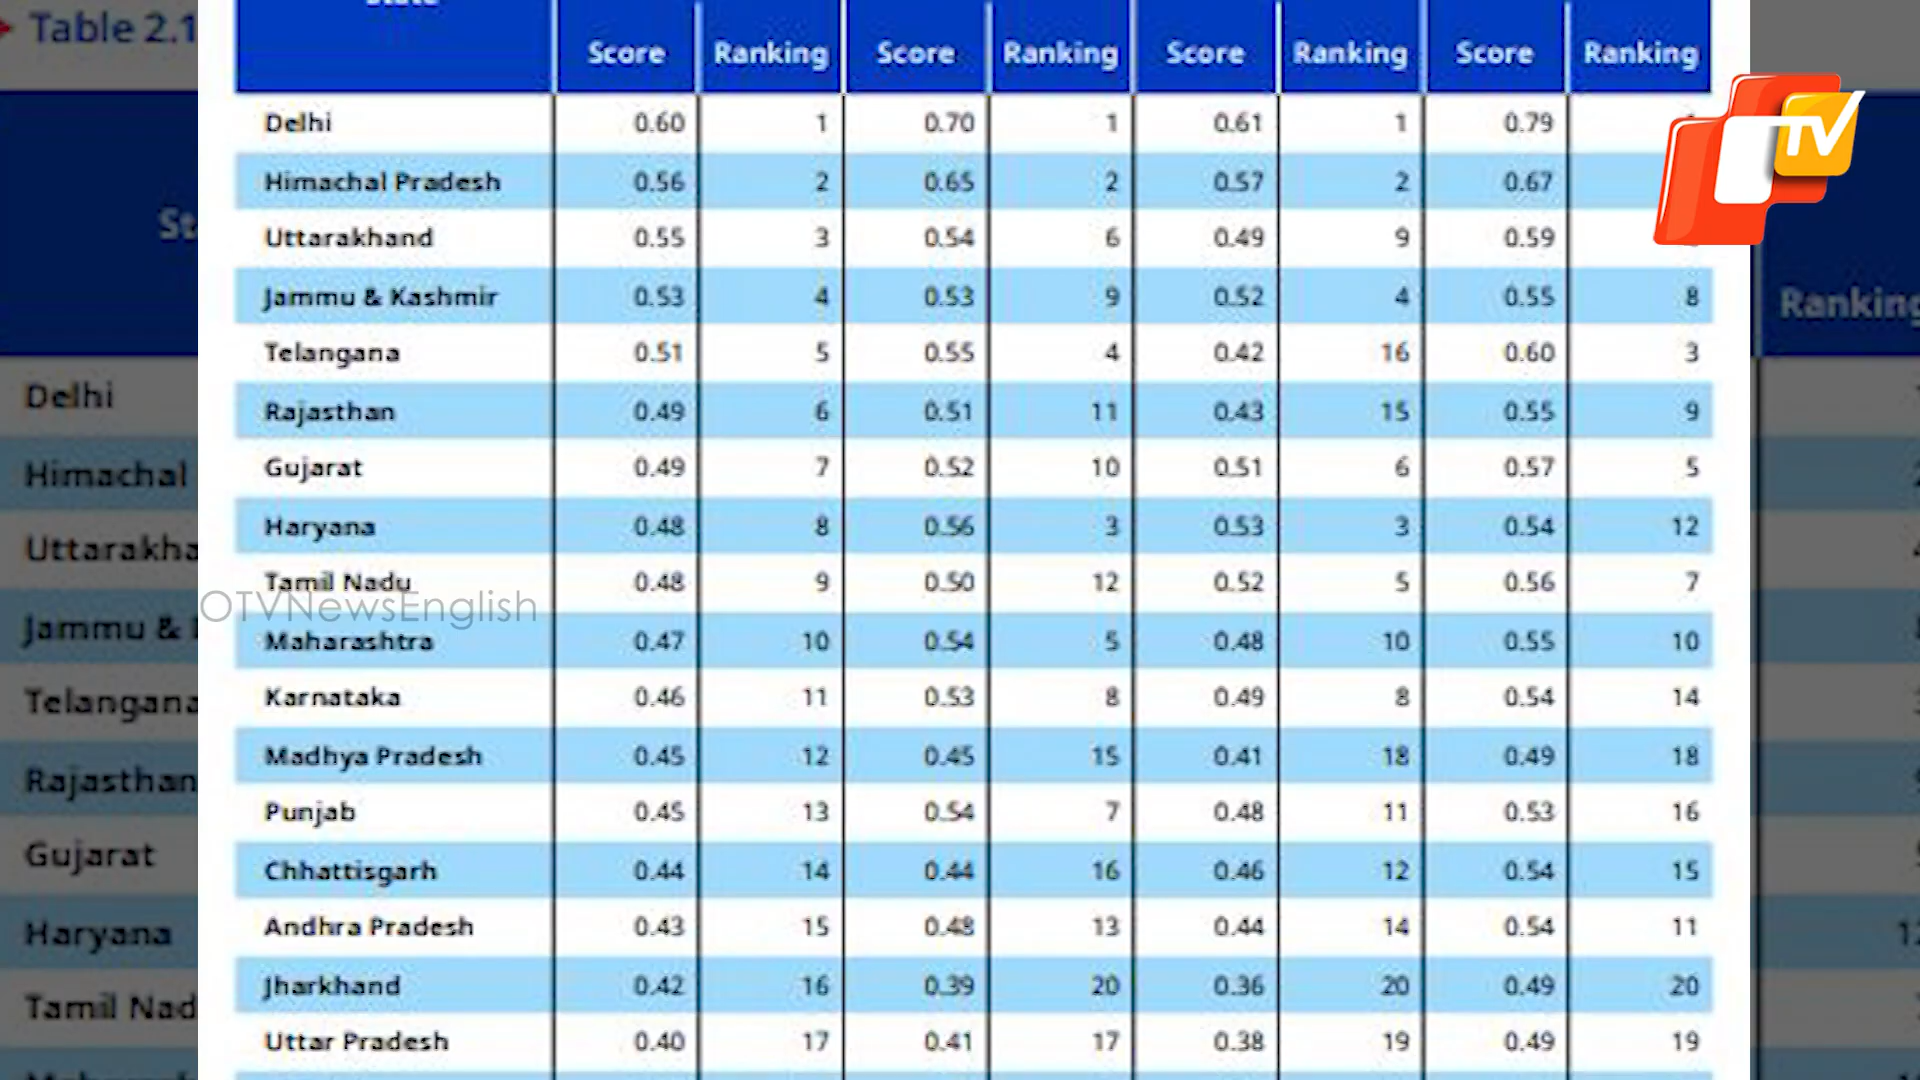 Table 2.1
State
Score Ranking Score Ranking Score Ranking Score Ranking
Delhi 0.60 1 0.70 1 0.61 1 0.79
Himachal Pradesh 0.56 2 0.65 2 0.57 2 0.67
Uttarakhand 0.55 3 0.54 6 0.49 9 0.59
Jammu & Kashmir 0.53 4 0.53 9 0.52 4 0.55 8
Telangana 0.51 5 0.55 4 0.42 16 0.60 3
Rajasthan 0.49 6 0.51 11 0.43 15 0.55 9
Gujarat 0.49 7 0.52 10 0.51 6 0.57 5
Haryana 0.48 8 0.56 3 0.53 3 0.54 12
Tamil Nadu 0.48 9 0.50 12 0.52 5 0.56 7
OTVNewsEnglish
Maharashtra 0.47 10 0.54 5 0.48 10 0.55 10
Karnataka 0.46 11 0.53 8 0.49 8 0.54 14
Madhya Pradesh 0.45 12 0.45 15 0.41 18 0.49 18
Punjab 0.45 13 0.54 7 0.48 11 0.53 16
Chhattisgarh 0.44 14 0.44 16 0.46 12 0.54 15
Andhra Pradesh 0.43 15 0.48 13 0.44 14 0.54 11
Jharkhand 0.42 16 0.39 20 0.36 20 0.49 20
Uttar Pradesh 0.40 17 0.41 17 0.38 19 0.49 19
TV
St
Delhi
Himachal
Uttarakha
Jammu &
Telangana
Rajasthan
Gujarat
Haryana
Tamil Nad
Ranking